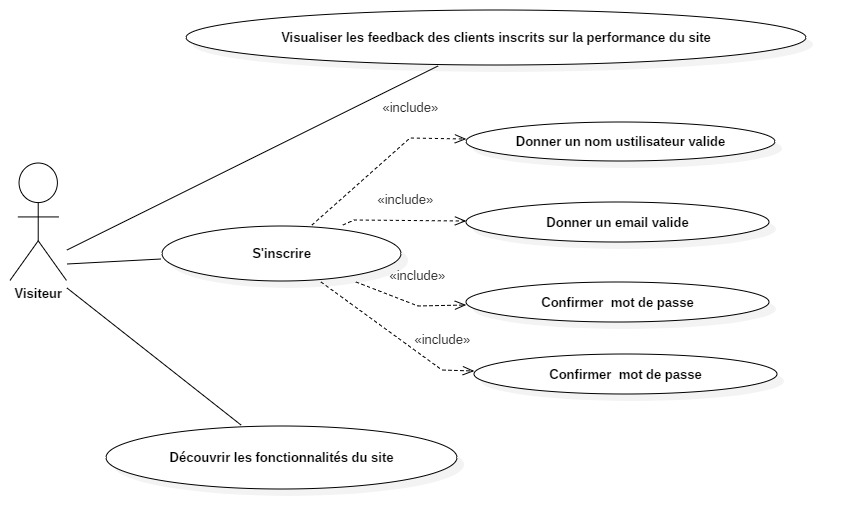 Visualiser les feedback des clients inscrits sur la performance du site
«include»
Donner un nom ustilisateur valide
«include»
Donner un email valide
S'inscrire
«include»
Visiteur
Confirmer  mot de passe
«include»
Confirmer  mot de passe
Découvrir les fonctionnalités du site